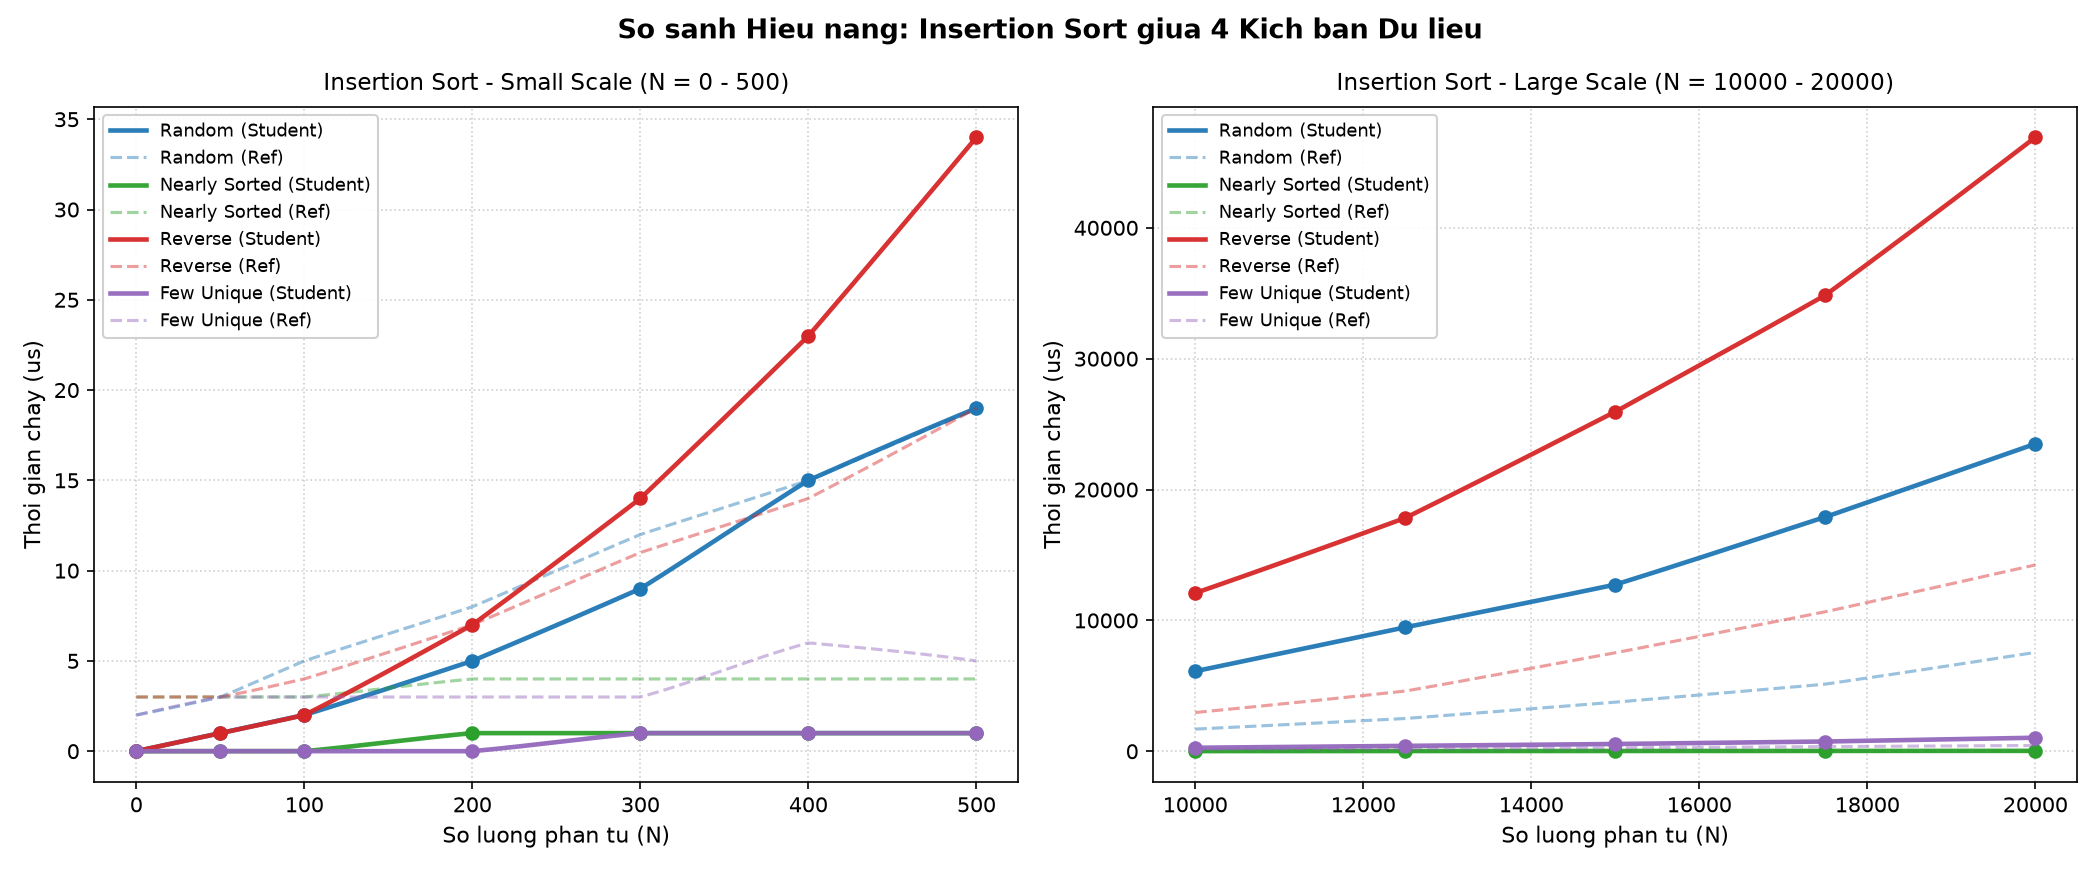 So sanh Hieu nang: Insertion Sort giua 4 Kich ban Du lieu
Insertion Sort - Small Scale (N = 0 - 500)
Thoi gian chay (us)
35
30
25
20
15
10
5
0
Random (Student)
Random (Ref)
Nearly Sorted (Student)
Nearly Sorted (Ref)
Reverse (Student)
Reverse (Ref)
Few Unique (Student)
Few Unique (Ref)
0 100 200 300 400 500
So luong phan tu (N)
Insertion Sort - Large Scale (N = 10000 - 20000)
Thoi gian chay (us)
40000
30000
20000
10000
0
Random (Student)
Random (Ref)
Nearly Sorted (Student)
Nearly Sorted (Ref)
Reverse (Student)
Reverse (Ref)
Few Unique (Student)
Few Unique (Ref)
10000 12000 14000 16000 18000 20000
So luong phan tu (N)